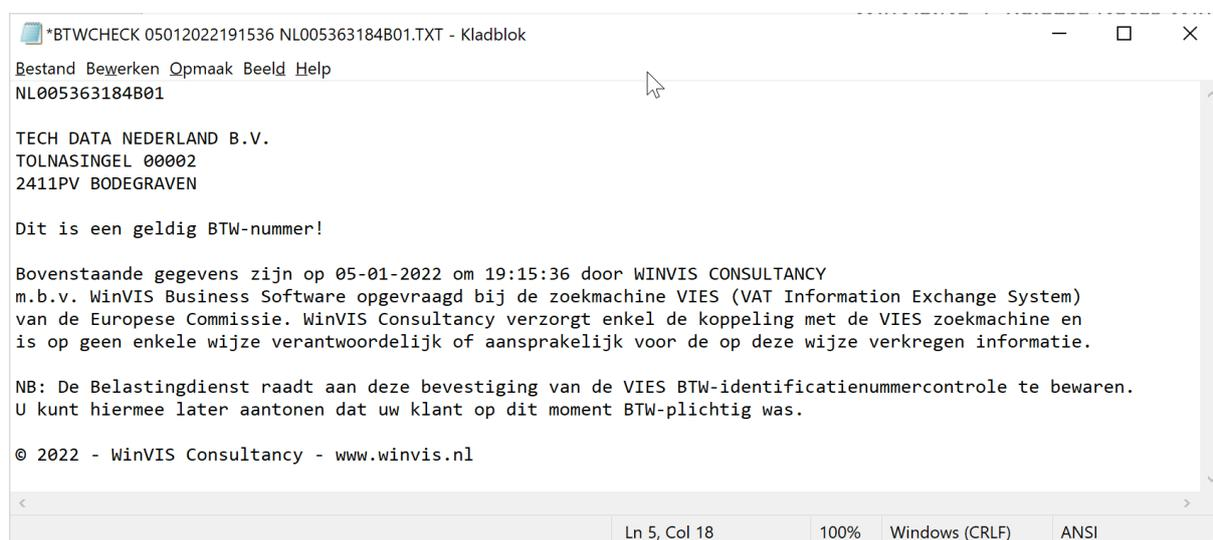 *BTWCHECK 05012022191536 NL005363184B01.TXT - Kladblok
Bestand Bewerken Opmaak Beeld Help
NL005363184B01
TECH DATA NEDERLAND B.V.
TOLNASINGEL 00002
2411PV BODEGRAVEN
Dit is een geldig BTW-nummer!
Bovenstaande gegevens zijn op 05-01-2022 om 19:15:36 door WINVIS CONSULTANCY
m.b.v. WinVIS Business Software opgevraagd bij de zoekmachine VIES (VAT Information Exchange System)
van de Europese Commissie. WinVIS Consultancy verzorgt enkel de koppeling met de VIES zoekmachine en
is op geen enkele wijze verantwoordelijk of aansprakelijk voor de op deze wijze verkregen informatie.
NB: De Belastingdienst raadt aan deze bevestiging van de VIES BTW-identificatienummercontrole te bewaren.
U kunt hiermee later aantonen dat uw klant op dit moment BTW-plichtig was.
© 2022 - WinVIS Consultancy - www.winvis.nl
Ln 5, Col 18 100% Windows (CRLF) ANSI